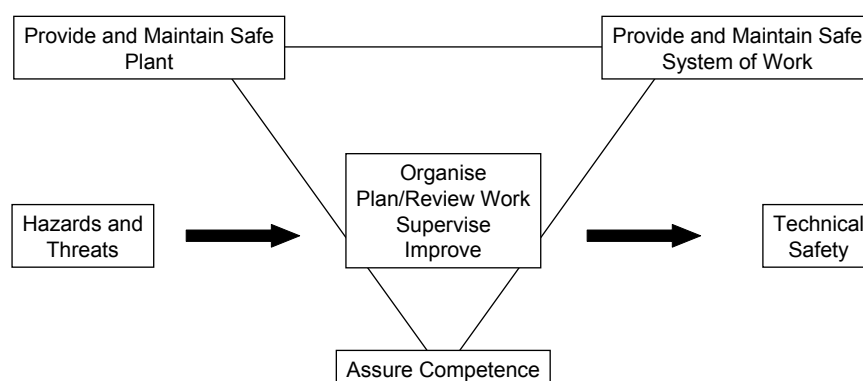 Provide and Maintain Safe
Plant
Provide and Maintain Safe
System of Work
Organise
Plan/Review Work
Supervise
Improve
Hazards and
Threats
Technical
Safety
Assure Competence